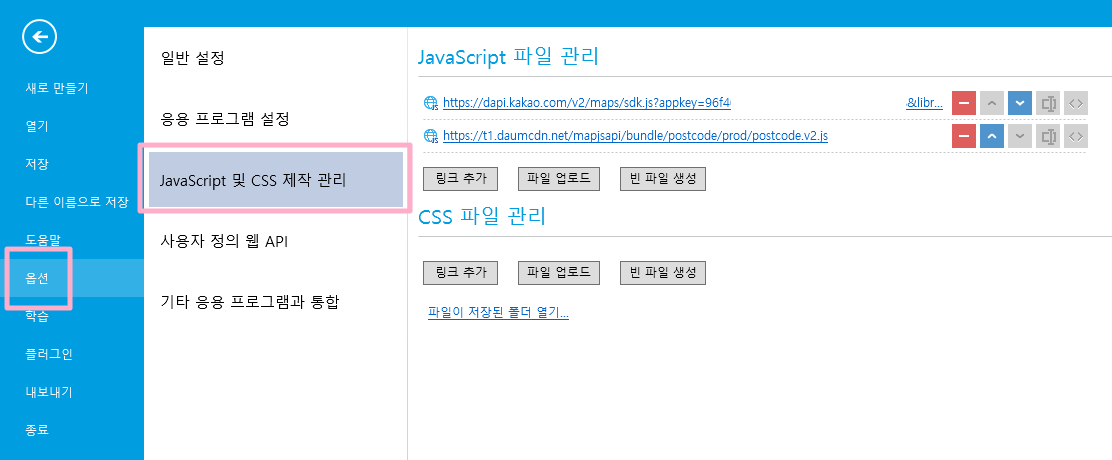 새로 만들기
열기
저장
다른 이름으로 저장
도움말
옵션
학습
플러그인
내보내기
종료
일반 설정
응용 프로그램 설정
JavaScript 및 CSS 제작 관리
사용자 정의 웹 API
기타 응용 프로그램과 통합
JavaScript 파일 관리
https://dapi.kakao.com/v2/maps/sdk.js?appkey=96f4 &libr...
https://t1.daumcdn.net/mapjsapi/bundle/postcode/prod/postcode.v2.js
링크 추가 파일 업로드 빈 파일 생성
CSS 파일 관리
링크 추가 파일 업로드 빈 파일 생성
파일이 저장된 폴더 열기...